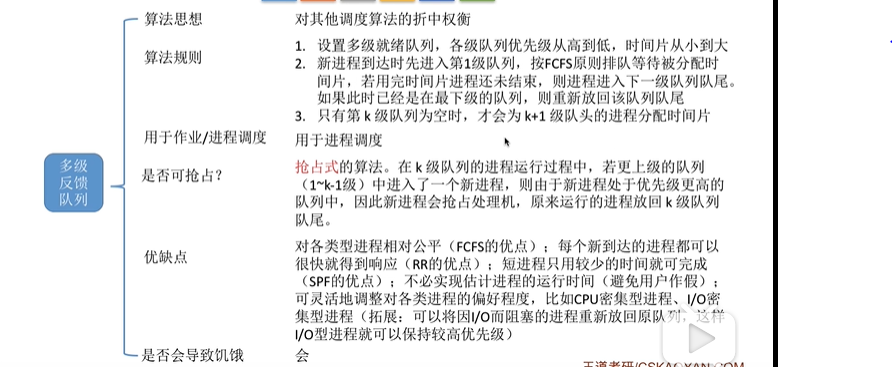 算法思想
对其他调度算法的折中权衡
算法规则
1. 设置多级就绪队列，各级队列优先级从高到低，时间片从小到大
2. 新进程到达时先进入第1级队列，按FCFS原则排队等待被分配时
间片，若用完时间片进程还未结束，则进程进入下一级队列队尾。
如果此时已经是在最下级的队列，则重新放回该队列队尾
3. 只有第 k 级队列为空时，才会为 k+1 级队头的进程分配时间片
用于作业/进程调度
用于进程调度
多级
反馈
队列
是否可抢占？
抢占式的算法。在 k 级队列的进程运行过程中，若更上级的队列
（1~k-1级）中进入了一个新进程，则由于新进程处于优先级更高的
队列中，因此新进程会抢占处理机，原来运行的进程放回 k 级队列
队尾。
优缺点
对各类型进程相对公平（FCFS的优点）；每个新到达的进程都可以
很快就得到响应（RR的优点）；短进程只用较少的时间就可完成
（SPF的优点）；不必实现估计进程的运行时间（避免用户作假）；
可灵活地调整对各类进程的偏好程度，比如CPU密集型进程、I/O密
集型进程（拓展：可以将因I/O而阻塞的进程重新放回原队列，这样
I/O型进程就可以保持较高优先级）
是否会导致饥饿
会
王道考研/CSKAOYAN.COM